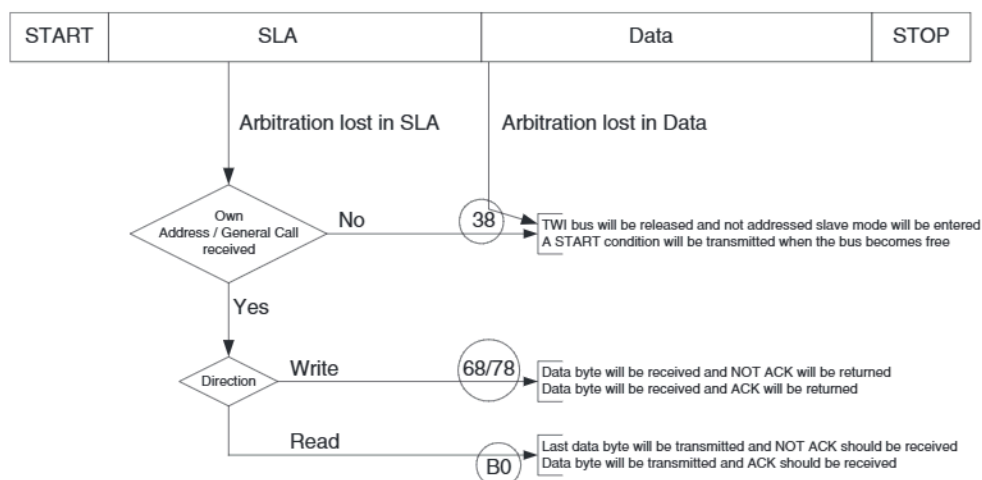 START
SLA
Data
STOP
Arbitration lost in SLA
Arbitration lost in Data
Own
Address / General Call
received
No
38
TWI bus will be released and not addressed slave mode will be entered
A START condition will be transmitted when the bus becomes free
Yes
Direction
Write
68/78
Data byte will be received and NOT ACK will be returned
Data byte will be received and ACK will be returned
Read
B0
Last data byte will be transmitted and NOT ACK should be received
Data byte will be transmitted and ACK should be received